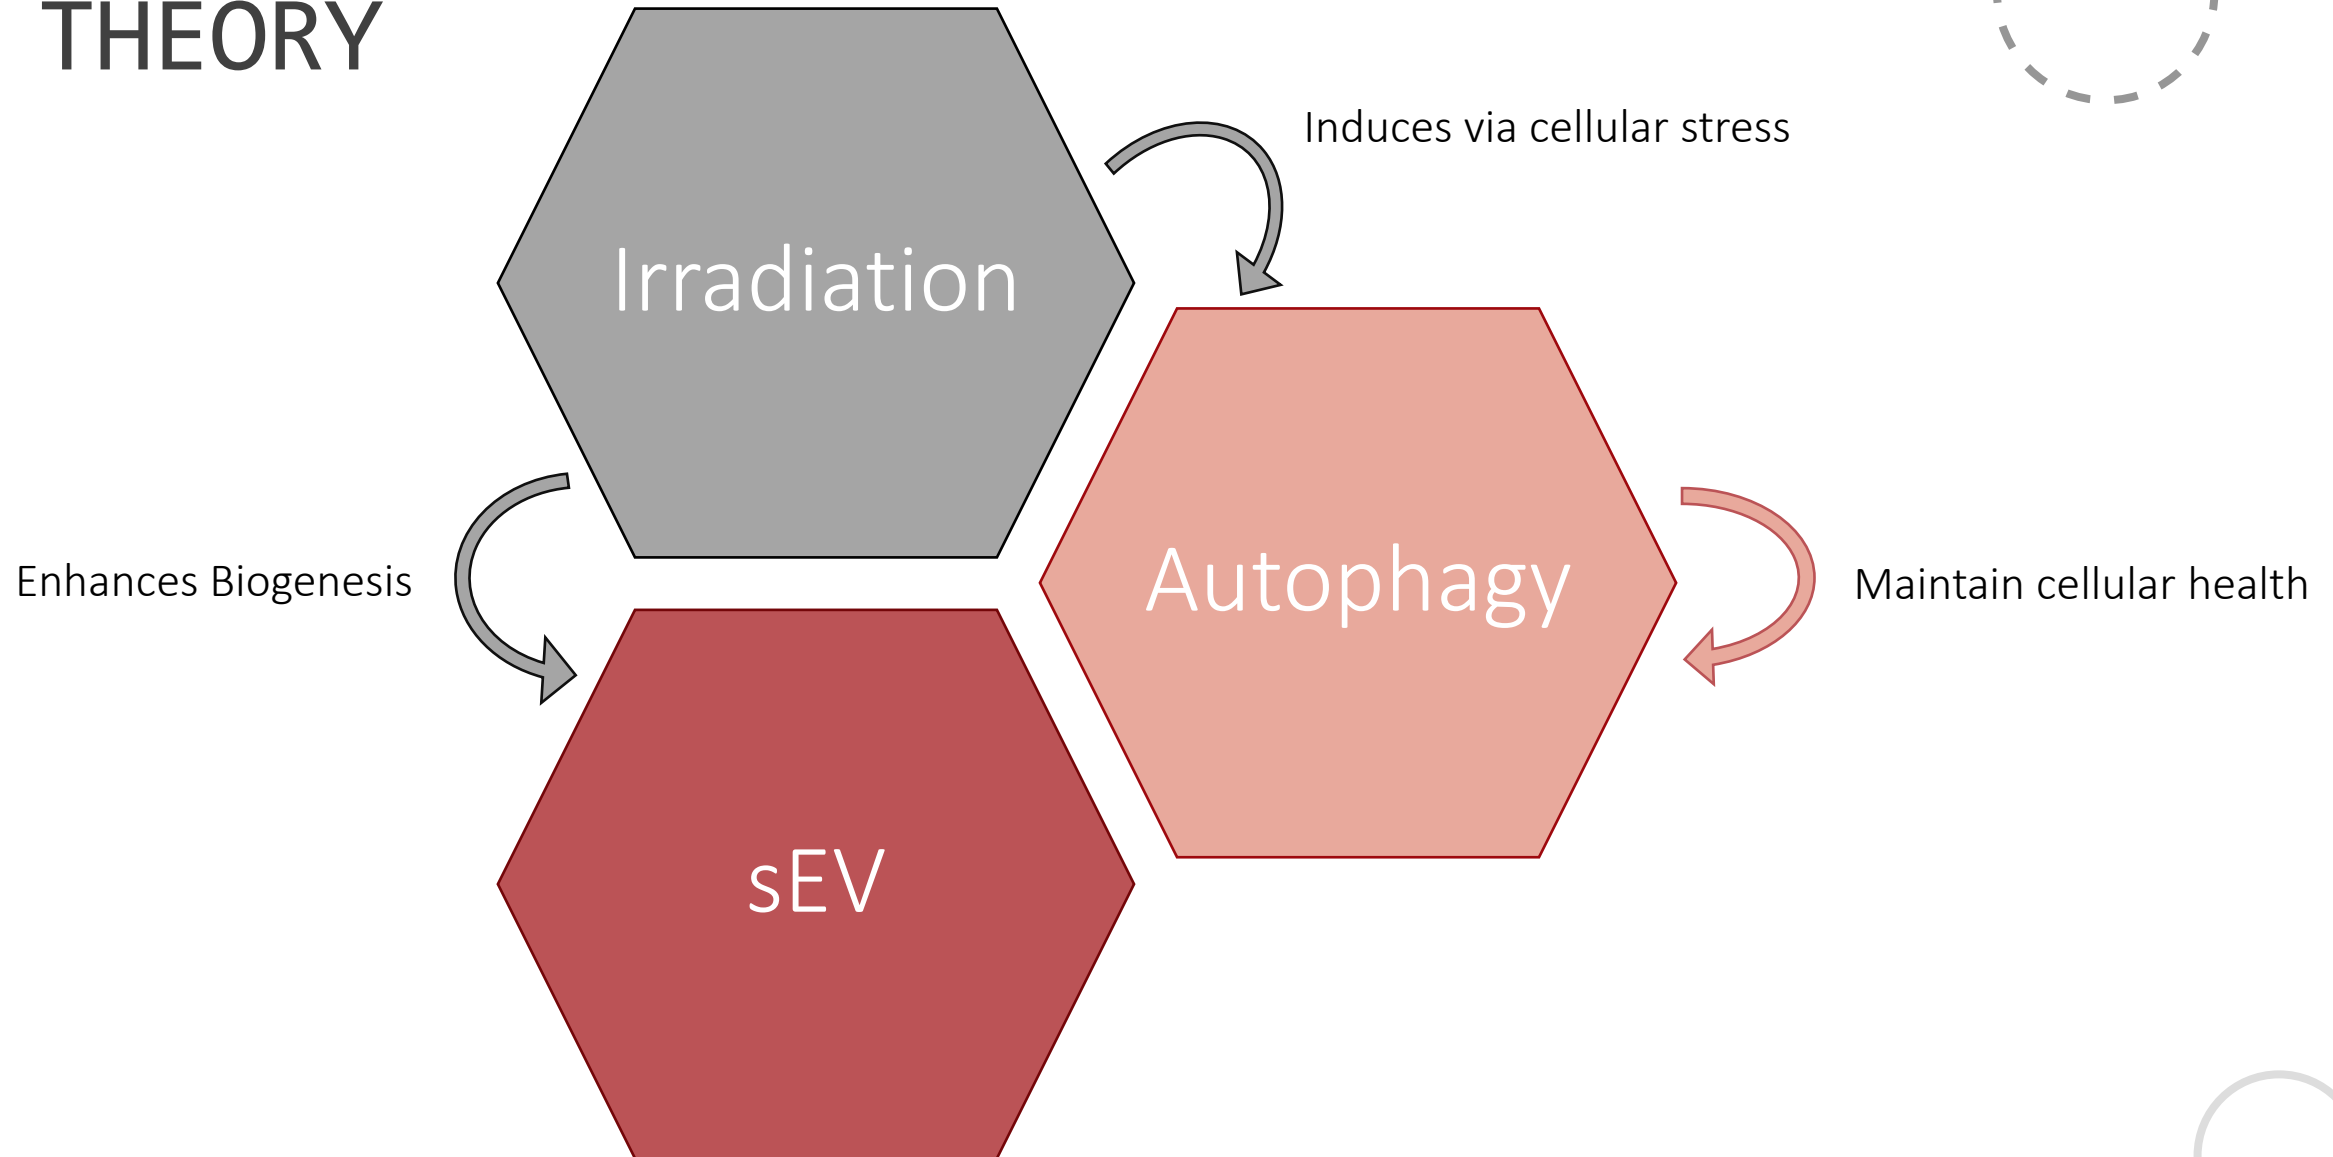 THEORY
Induces via cellular stress
Irradiation
Enhances Biogenesis
Autophagy
Maintain cellular health
sEV